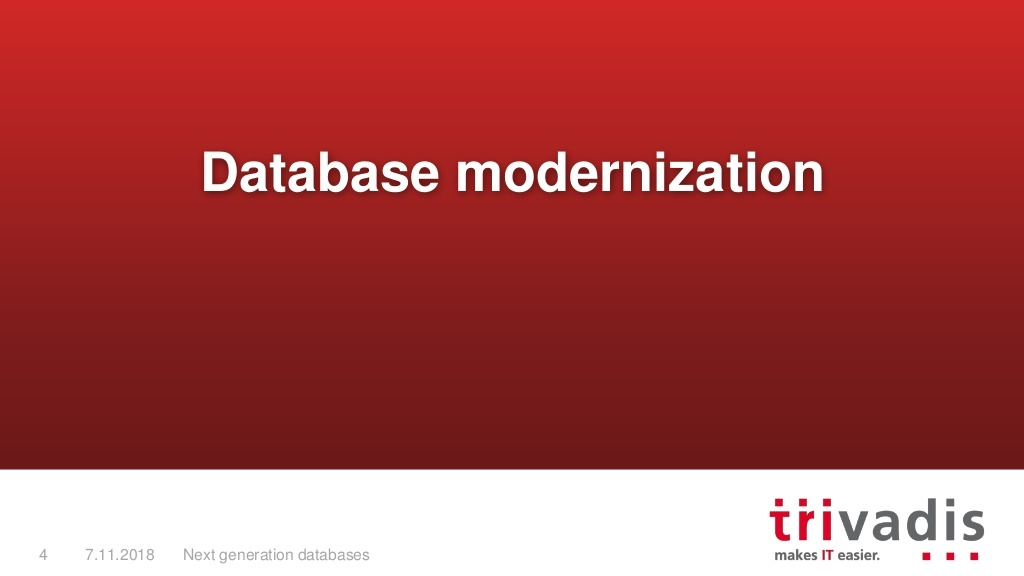 Database modernization
trivadis
makes IT easier.
4 7.11.2018 Next generation databases